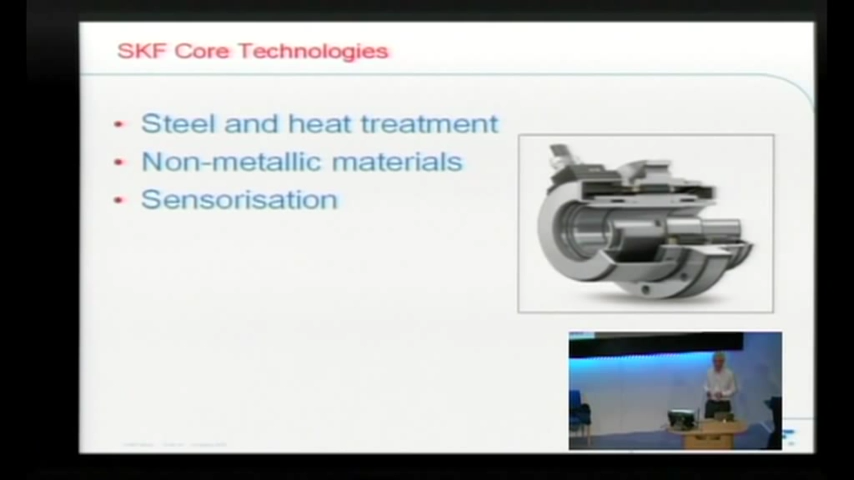 SKF Core Technologies
• Steel and heat treatment
• Non-metallic materials
• Sensorisation